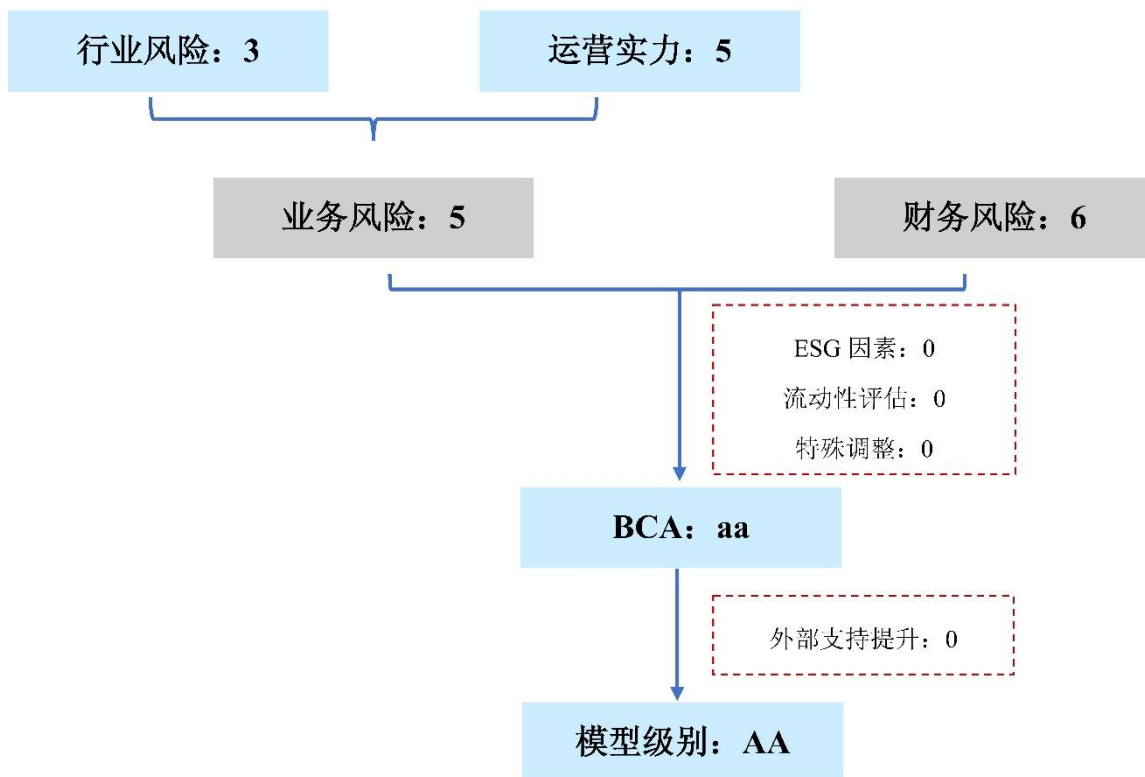 行业风险：3
运营实力：5
业务风险：5
财务风险：6
ESG 因素：0
流动性评估：0
特殊调整：0
BCA：aa
外部支持提升：0
模型级别：AA